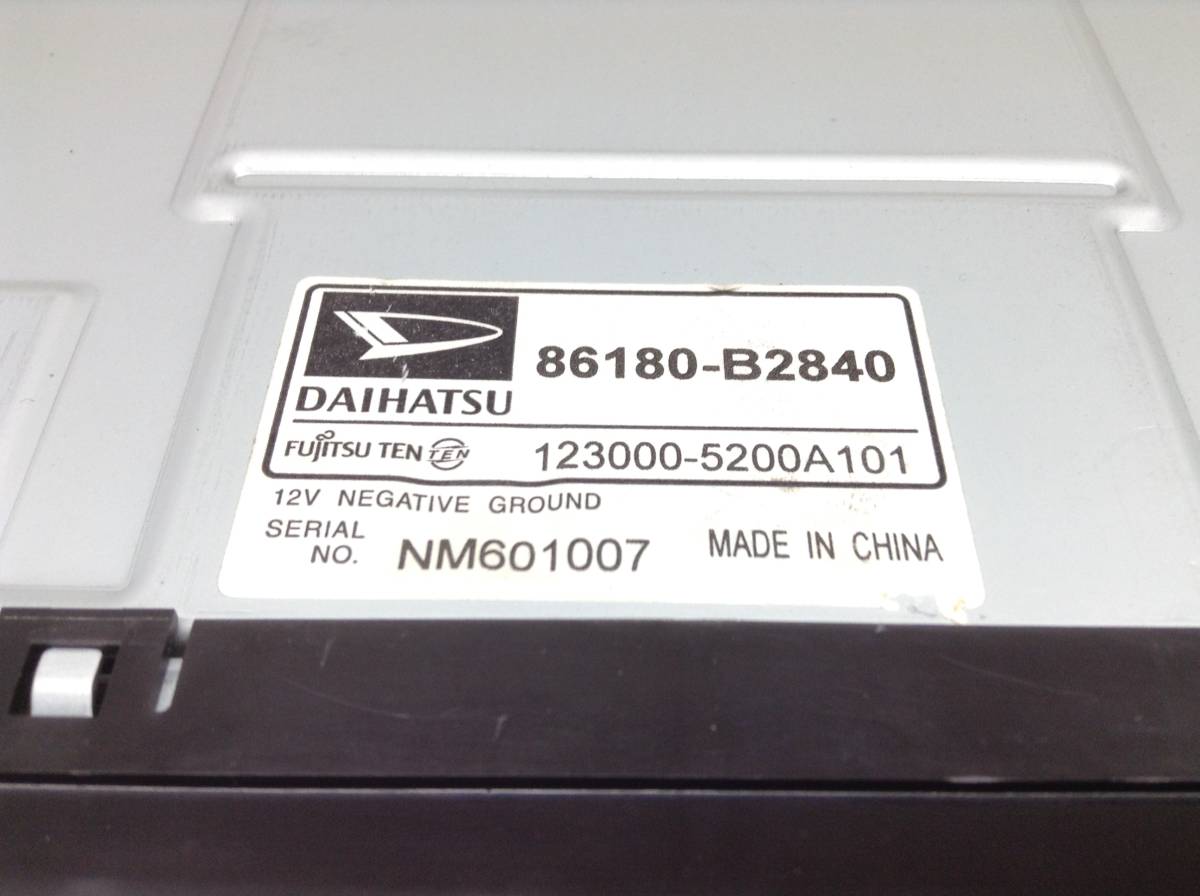 86180-B2840
DAIHATSU
FUJITSU TEN TEN 123000-5200A101
12V NEGATIVE GROUND
SERIAL NO. NM601007 MADE IN CHINA